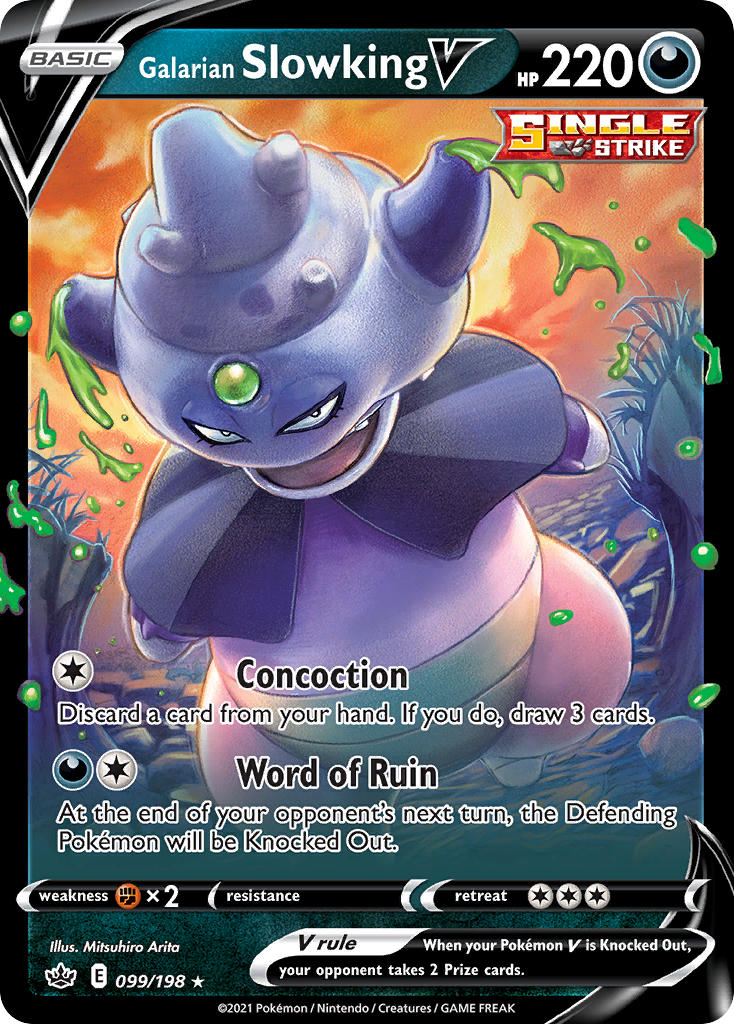 BASIC
Galarian Slowking V
HP 220
SINGLE
STRIKE
Concoction
Discard a card from your hand. If you do, draw 3 cards.
Word of Ruin
At the end of your opponent's next turn, the Defending
Pokémon will be Knocked Out.
weakness ×2 resistance retreat
Illus. Mitsuhiro Arita
V rule When your Pokémon V is Knocked Out,
your opponent takes 2 Prize cards.
E 099/198 ★
©2021 Pokémon / Nintendo / Creatures / GAME FREAK